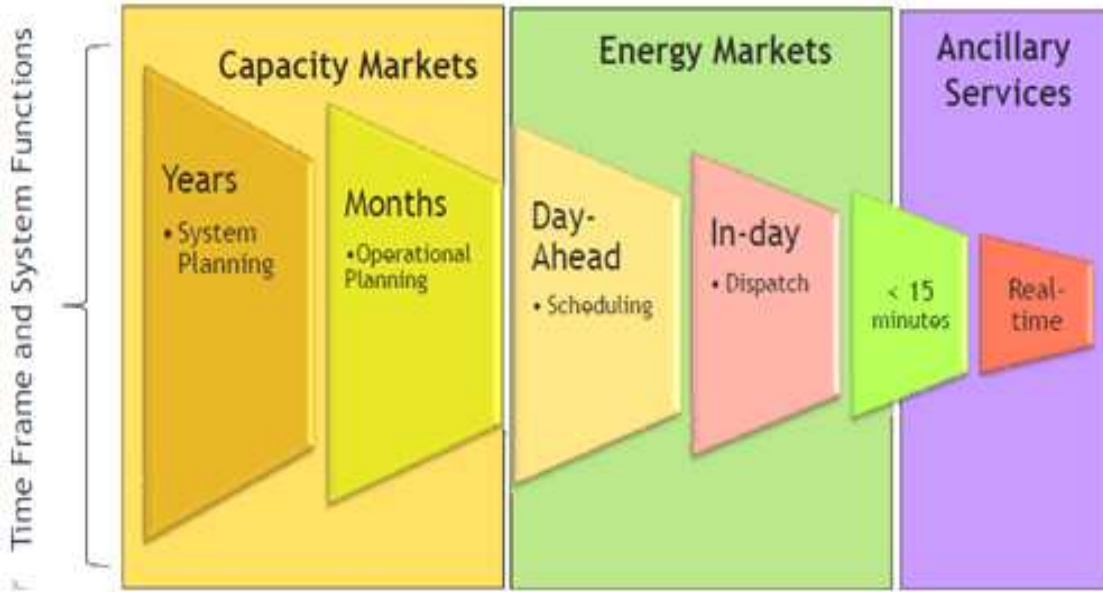 Time Frame and System Functions
Capacity Markets
Energy Markets
Ancillary
Services
Years
• System
Planning
Months
•Operational
Planning
Day-
Ahead
• Scheduling
In-day
• Dispatch
< 15
minutes
Real-
time